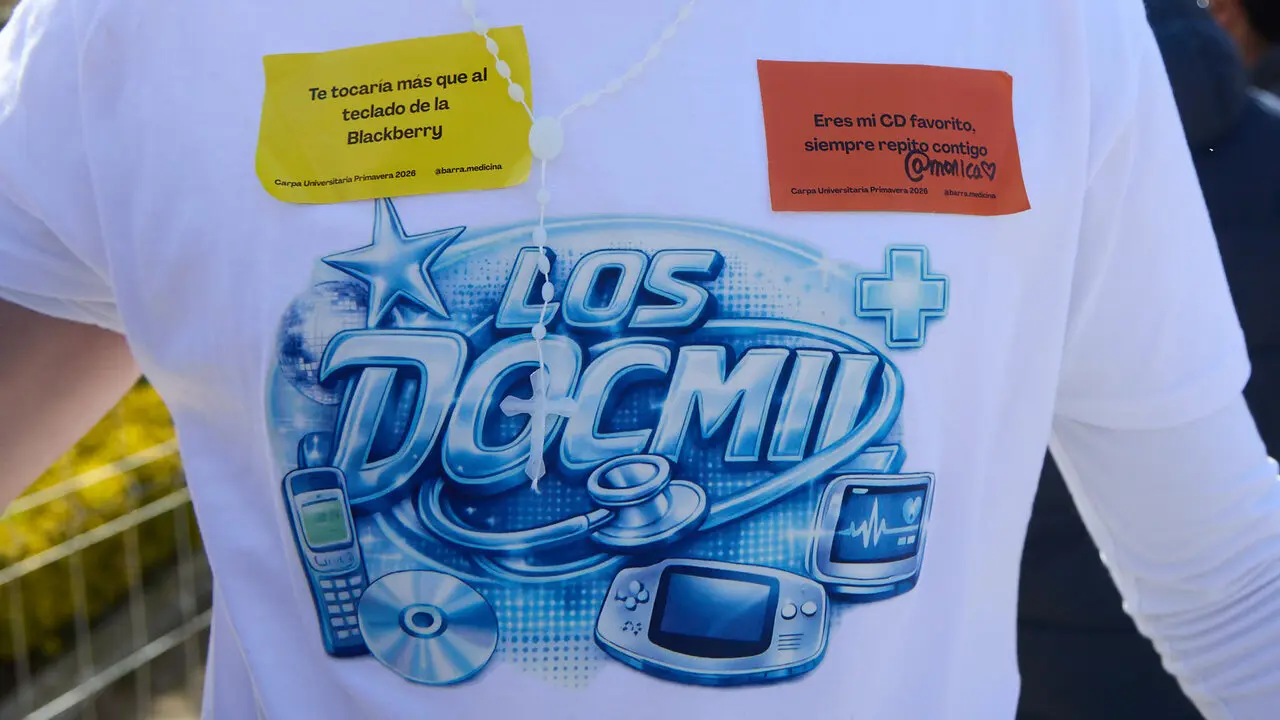 Te tocaría más que al
teclado de la
Blackberry
Carpa Universitaria Primavera 2026 @barra.medicina
Eres mi CD favorito,
siempre repito contigo
@monica♡
Carpa Universitaria Primavera 2026 @barra.medicina
LOS
DOCMIL